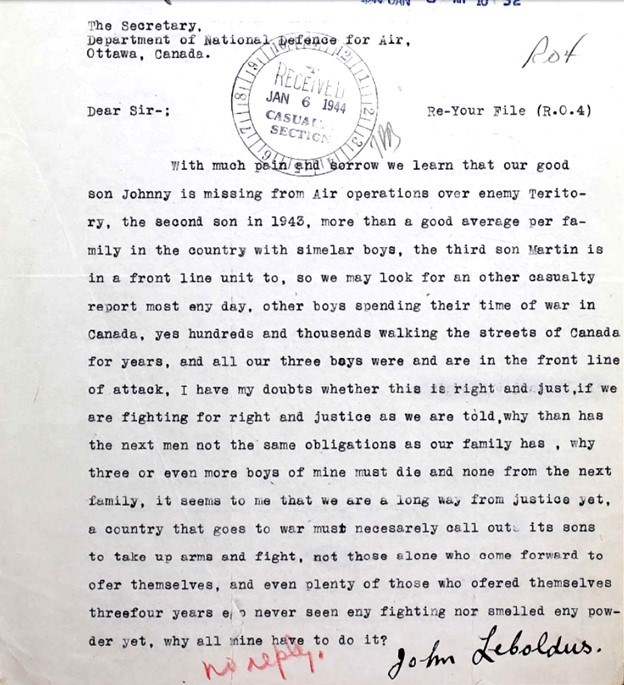 The Secretary,
Department of National Defence for Air,
Ottawa, Canada.
RECEIVED
JAN 6 1944
CASUAL
SECTION
Dear Sir-;
Re-Your File (R.O.4)
With much pain and sorrow we learn that our good
son Johnny is missing from Air operations over enemy Terito-
ry, the second son in 1943, more than a good average per fa-
mily in the country with simelar boys, the third son Martin is
in a front line unit to, so we may look for an other casualty
report most eny day, other boys spending their time of war in
Canada, yes hundreds and thousends walking the streets of Canada
for years, and all our three boys were and are in the front line
of attack, I have my doubts whether this is right and just,if we
are fighting for right and justice as we are told,why than has
the next men not the same obligations as our family has , why
three or even more boys of mine must die and none from the next
family, it seems to me that we are a long way from justice yet,
a country that goes to war must necesarely call out its sons
to take up arms and fight, not those alone who come forward to
ofer themselves, and even plenty of those who ofered themselves
threefour years never seen eny fighting nor smelled eny pow-
der yet, why all mine have to do it?
no reply.
John Leboldus.